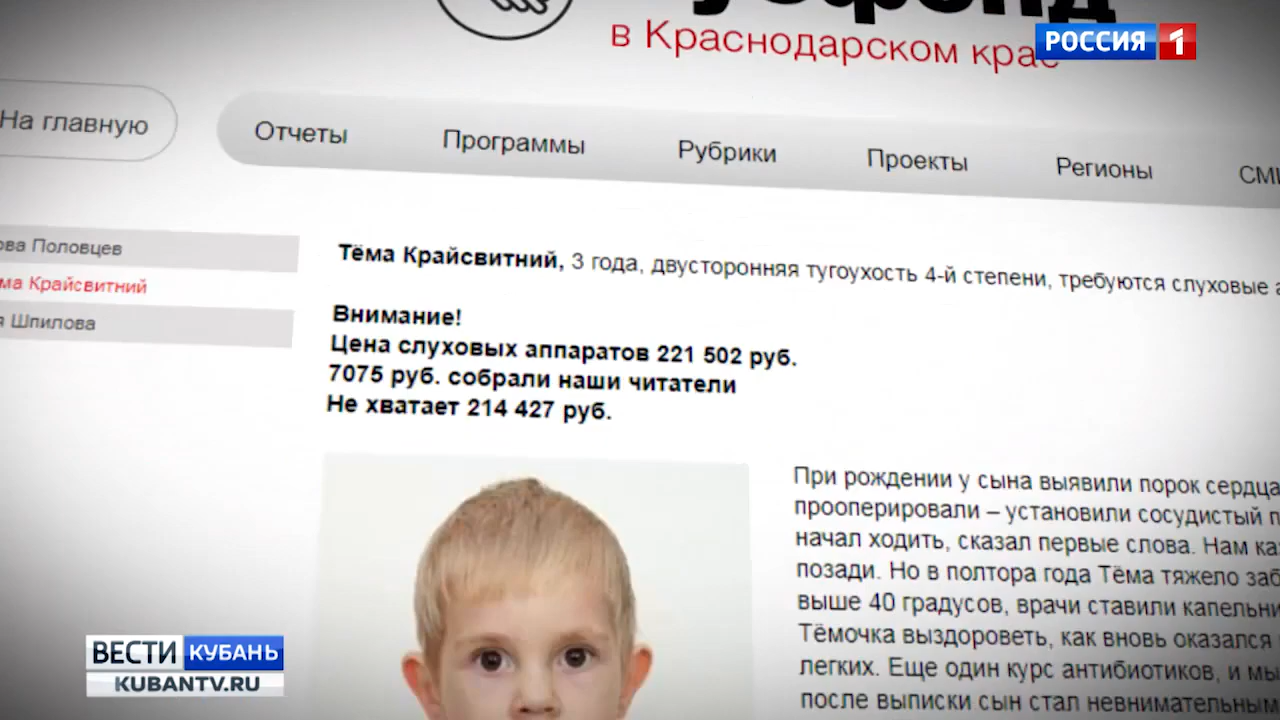 в Краснодарском крае
РОССИЯ 1
На главную
Отчеты
Программы
Рубрики
Проекты
Регионы
Половцев
Крайсвитний
Шпилова
Тёма Крайсвитний, 3 года, двусторонняя тугоухость 4-й степени, требуются слуховые
Внимание!
Цена слуховых аппаратов 221 502 руб.
7075 руб. собрали наши читатели
Не хватает 214 427 руб.
При рождении у сына выявили порок сердца
прооперировали – установили сосудистый
начал ходить, сказал первые слова. Нам
позади. Но в полтора года Тёма тяжело
выше 40 градусов, врачи ставили
Тёмочка выздороветь, как вновь оказался
легких. Еще один курс антибиотиков, и
после выписки сын стал невнимательным
ВЕСТИ КУБАНЬ
KUBANTV.RU